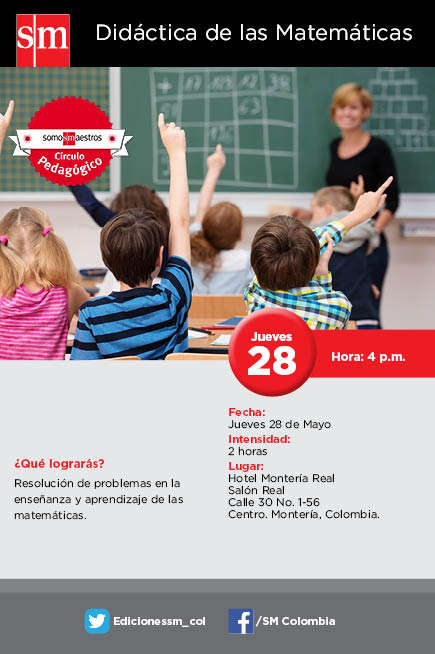 sm
Didáctica de las Matemáticas
somosmaestros
Círculo
Pedagógico
Jueves
28
Hora: 4 p.m.
¿Qué lograrás?
Resolución de problemas en la
enseñanza y aprendizaje de las
matemáticas.
Fecha:
Jueves 28 de Mayo
Intensidad:
2 horas
Lugar:
Hotel Montería Real
Salón Real
Calle 30 No. 1-56
Centro. Montería, Colombia.
Edicionessm_col
/SM Colombia